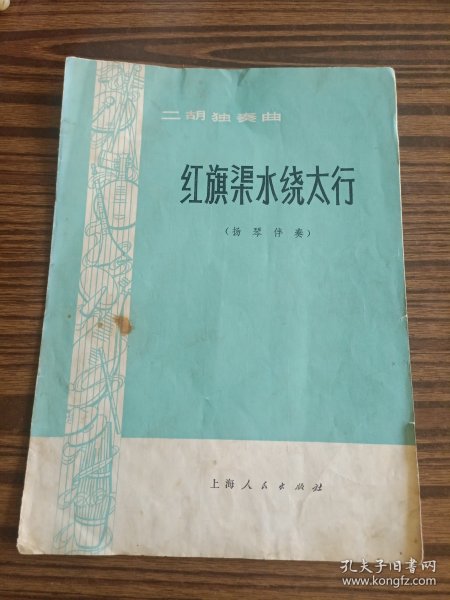 二胡独奏曲
红旗渠水绕太行
（扬琴伴奏）
上海人民出版社
孔夫子旧书网
www.kongfz.com